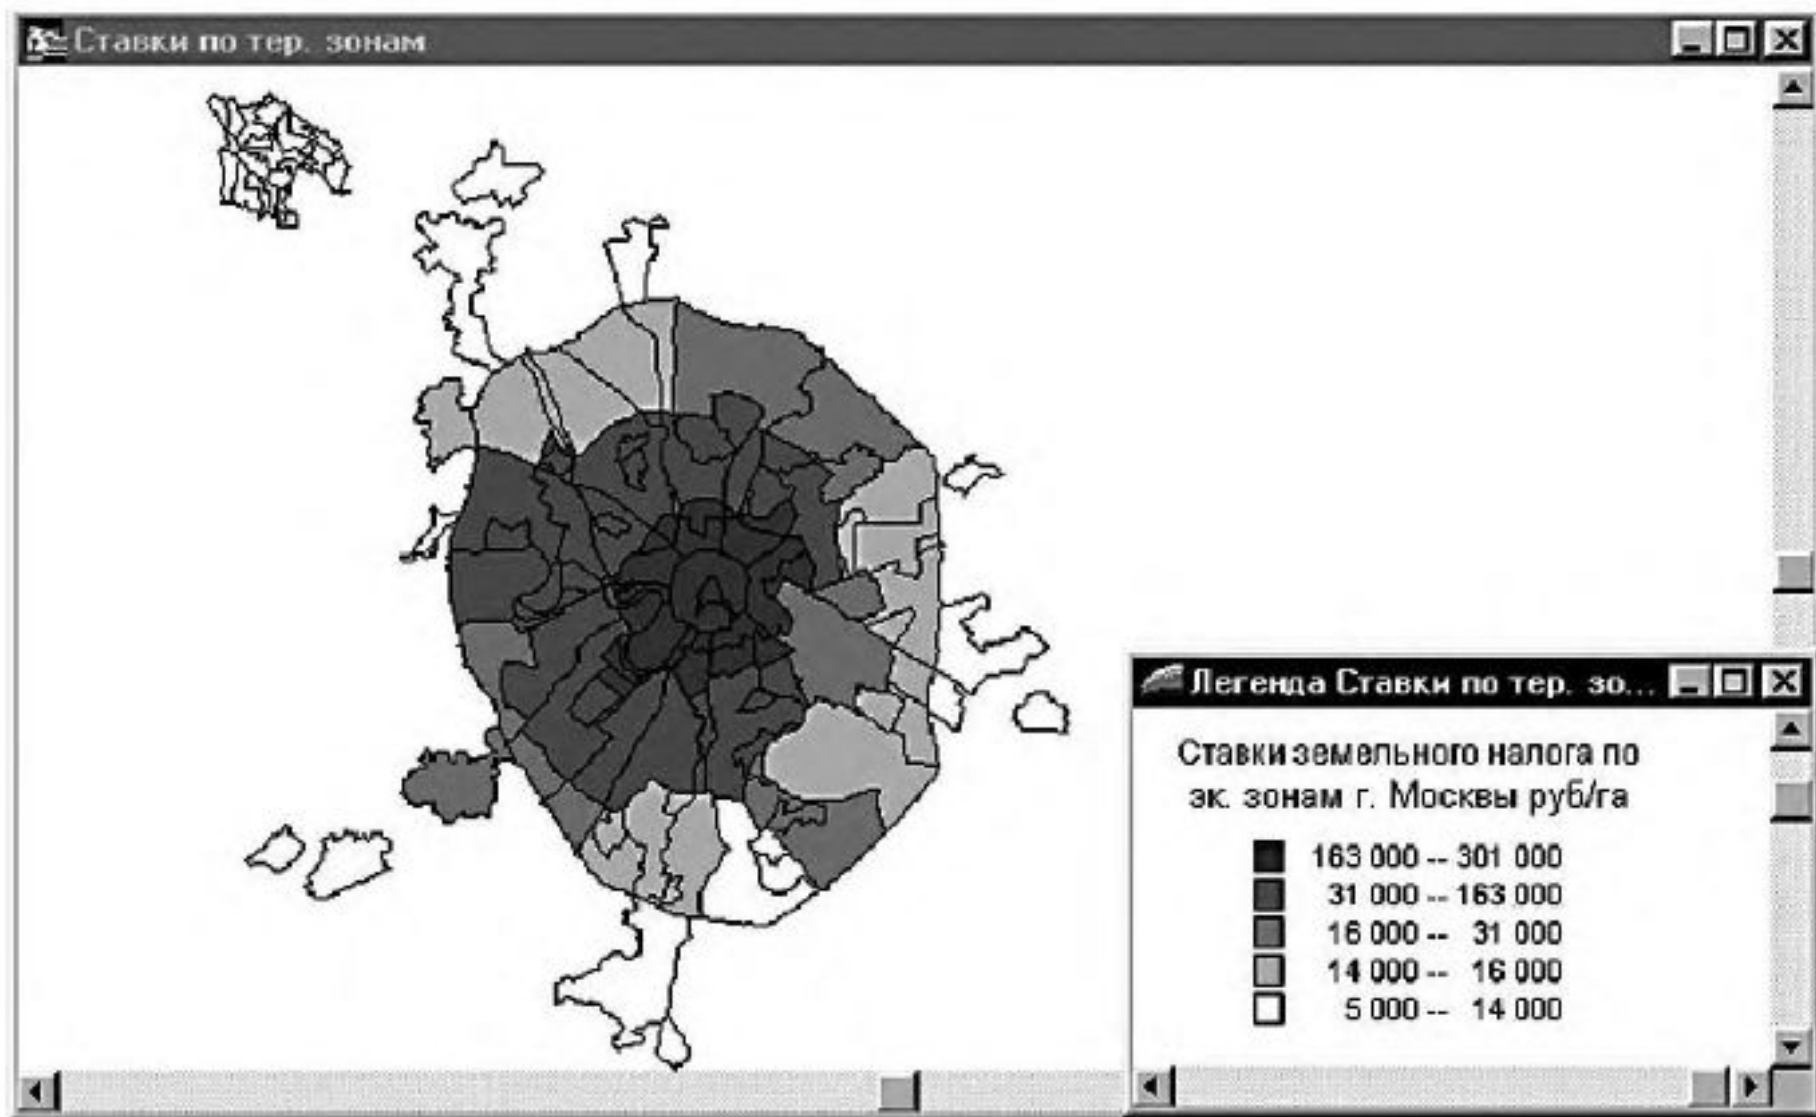 Ставки по тер. зонам
Легенда Ставки по тер. зо...
Ставки земельного налога по
эк. зонам г. Москвы руб/га
163 000 -- 301 000
31 000 -- 163 000
16 000 -- 31 000
14 000 -- 16 000
5 000 -- 14 000